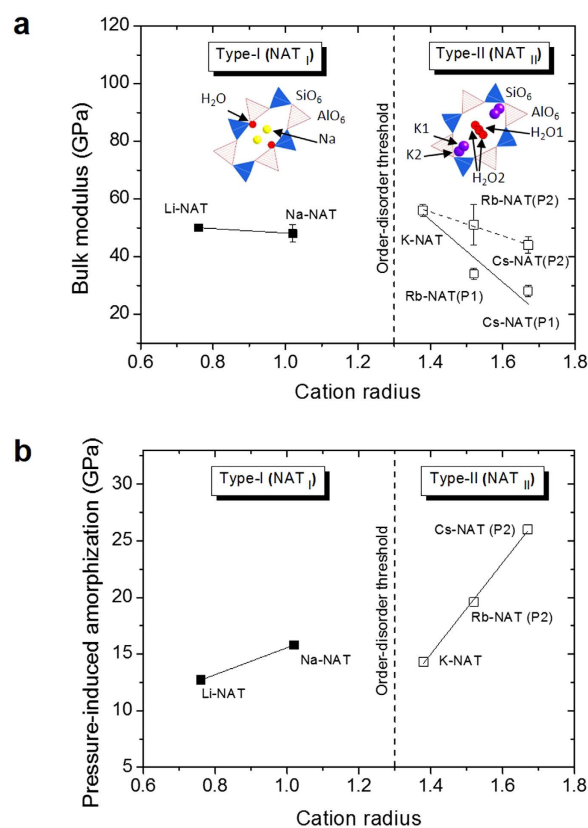 a
Type-I (NAT I)
Type-II (NAT II)
SiO6
AlO6
H2O
Na
SiO6
AlO6
H2O1
K1
K2
H2O2
Order-disorder threshold
Li-NAT
Na-NAT
K-NAT
Rb-NAT(P2)
Cs-NAT(P2)
Rb-NAT(P1)
Cs-NAT(P1)
Bulk modulus (GPa)
120
100
80
60
40
20
0.6 0.8 1.0 1.2 1.4 1.6 1.8
Cation radius
b
Type-I (NAT I)
Type-II (NAT II)
Order-disorder threshold
Cs-NAT (P2)
Rb-NAT (P2)
K-NAT
Na-NAT
Li-NAT
Pressure-induced amorphization (GPa)
30
25
20
15
10
5
0.6 0.8 1.0 1.2 1.4 1.6 1.8
Cation radius